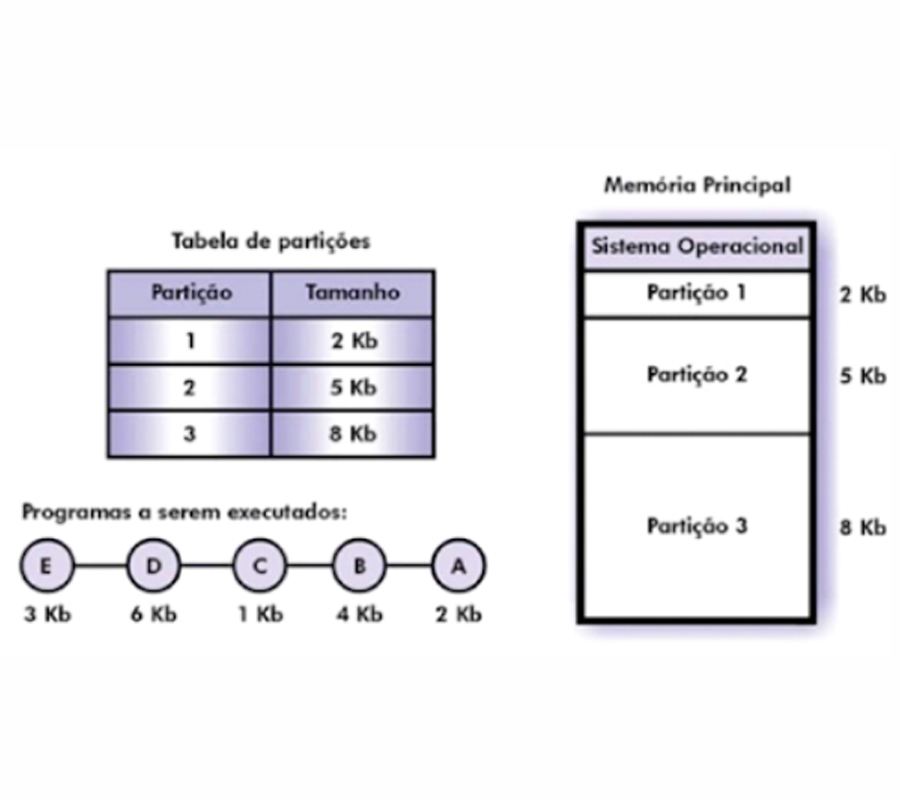 Memória Principal
Tabela de partições
Sistema Operacional
Partição Tamanho
Partição 1 2 Kb
1 2 Kb
Partição 2 5 Kb
2 5 Kb
3 8 Kb
Programas a serem executados:
Partição 3 8 Kb
E D C B A
3 Kb 6 Kb 1 Kb 4 Kb 2 Kb